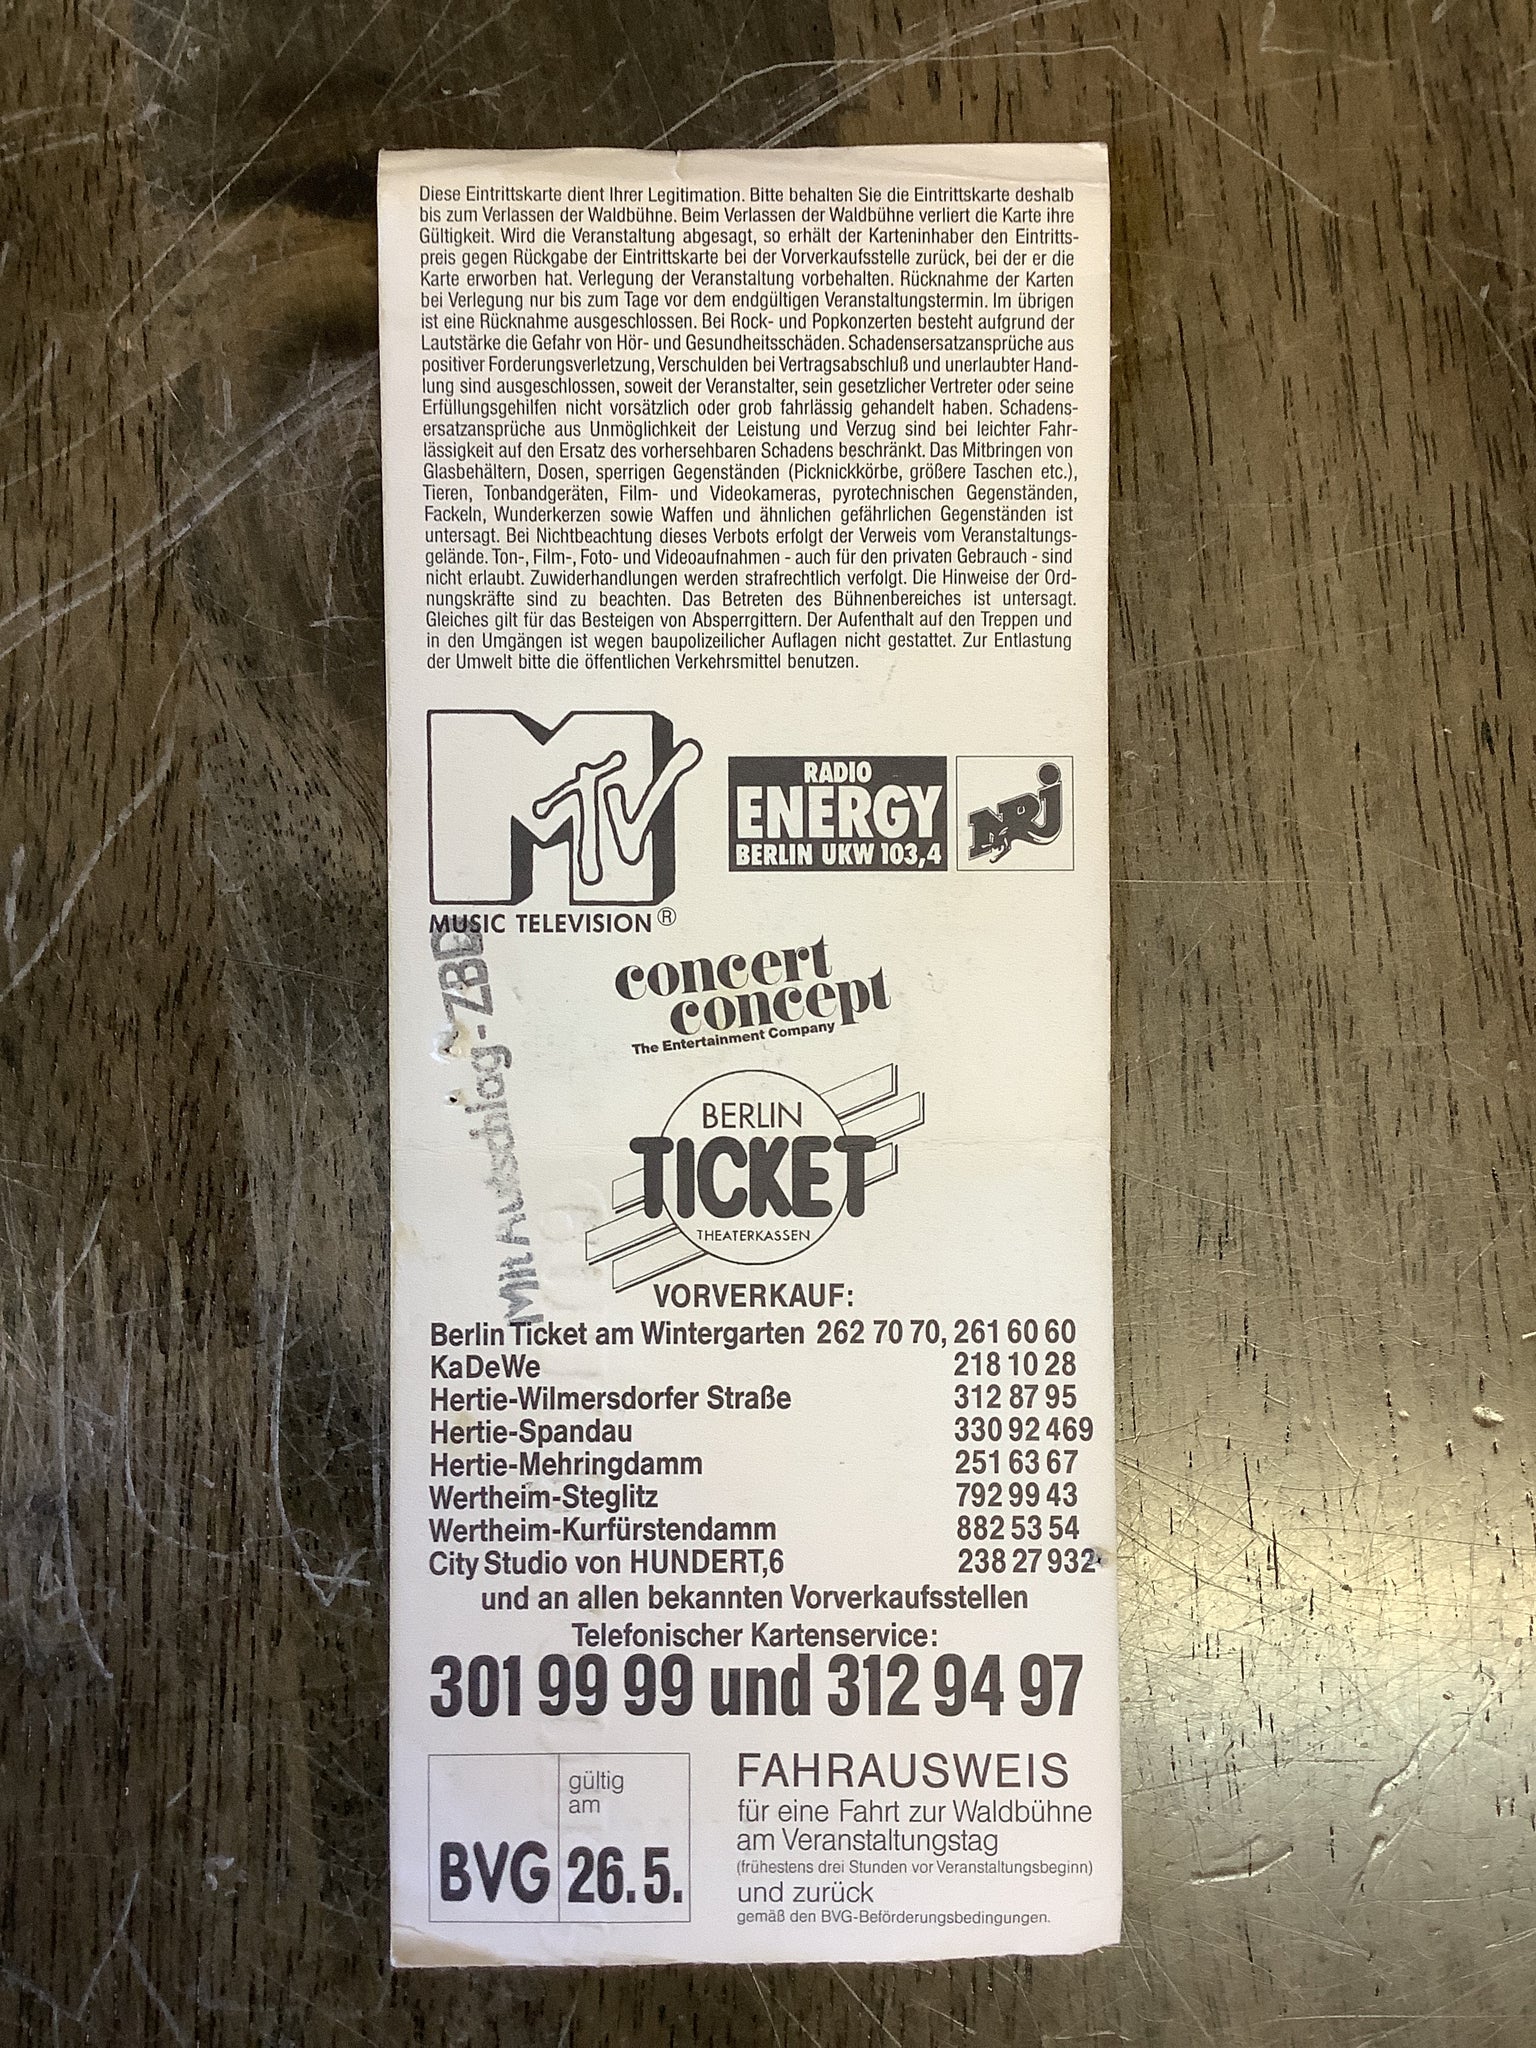 Diese Eintrittskarte dient Ihrer Legitimation. Bitte behalten Sie die Eintrittskarte deshalb
bis zum Verlassen der Waldbühne. Beim Verlassen der Waldbühne verliert die Karte ihre
Gültigkeit. Wird die Veranstaltung abgesagt, so erhält der Karteninhaber den Eintritts-
preis gegen Rückgabe der Eintrittskarte bei der Vorverkaufsstelle zurück, bei der er die
Karte erworben hat. Verlegung der Veranstaltung vorbehalten. Rücknahme der Karten
bei Verlegung nur bis zum Tage vor dem endgültigen Veranstaltungstermin. Im übrigen
ist eine Rücknahme ausgeschlossen. Bei Rock- und Popkonzerten besteht aufgrund der
Lautstärke die Gefahr von Hör- und Gesundheitsschäden. Schadensersatzansprüche aus
positiver Forderungsverletzung, Verschulden bei Vertragsabschluß und unerlaubter Hand-
lung sind ausgeschlossen, soweit der Veranstalter, sein gesetzlicher Vertreter oder seine
Erfüllungsgehilfen nicht vorsätzlich oder grob fahrlässig gehandelt haben. Schadens-
ersatzansprüche aus Unmöglichkeit der Leistung und Verzug sind bei leichter Fahr-
lässigkeit auf den Ersatz des vorhersehbaren Schadens beschränkt. Das Mitbringen von
Glasbehältern, Dosen, sperrigen Gegenständen (Picknickkörbe, größere Taschen etc.),
Tieren, Tonbandgeräten, Film- und Videokameras, pyrotechnischen Gegenständen,
Fackeln, Wunderkerzen sowie Waffen und ähnlichen gefährlichen Gegenständen ist
untersagt. Bei Nichtbeachtung dieses Verbots erfolgt der Verweis vom Veranstaltungs-
gelände. Ton-, Film-, Foto- und Videoaufnahmen - auch für den privaten Gebrauch - sind
nicht erlaubt. Zuwiderhandlungen werden strafrechtlich verfolgt. Die Hinweise der Ord-
nungskräfte sind zu beachten. Das Betreten des Bühnenbereiches ist untersagt.
Gleiches gilt für das Besteigen von Absperrgittern. Der Aufenthalt auf den Treppen und
in den Umgängen ist wegen baupolizeilicher Auflagen nicht gestattet. Zur Entlastung
der Umwelt bitte die öffentlichen Verkehrsmittel benutzen.
MTV
MUSIC TELEVISION®
RADIO
ENERGY
BERLIN UKW 103,4
NRJ
concert
concept
The Entertainment Company
Mit Aufschlag - ZBB
BERLIN
TICKET
THEATERKASSEN
VORVERKAUF:
Berlin Ticket am Wintergarten 262 70 70, 261 60 60
KaDeWe 218 10 28
Hertie-Wilmersdorfer Straße 312 87 95
Hertie-Spandau 330 92 469
Hertie-Mehringdamm 251 63 67
Wertheim-Steglitz 792 99 43
Wertheim-Kurfürstendamm 882 53 54
City Studio von HUNDERT,6 238 27 932
und an allen bekannten Vorverkaufsstellen
Telefonischer Kartenservice:
301 99 99 und 312 94 97
BVG
gültig
am
26.5.
FAHRAUSWEIS
für eine Fahrt zur Waldbühne
am Veranstaltungstag
(frühestens drei Stunden vor Veranstaltungsbeginn)
und zurück
gemäß den BVG-Beförderungsbedingungen.